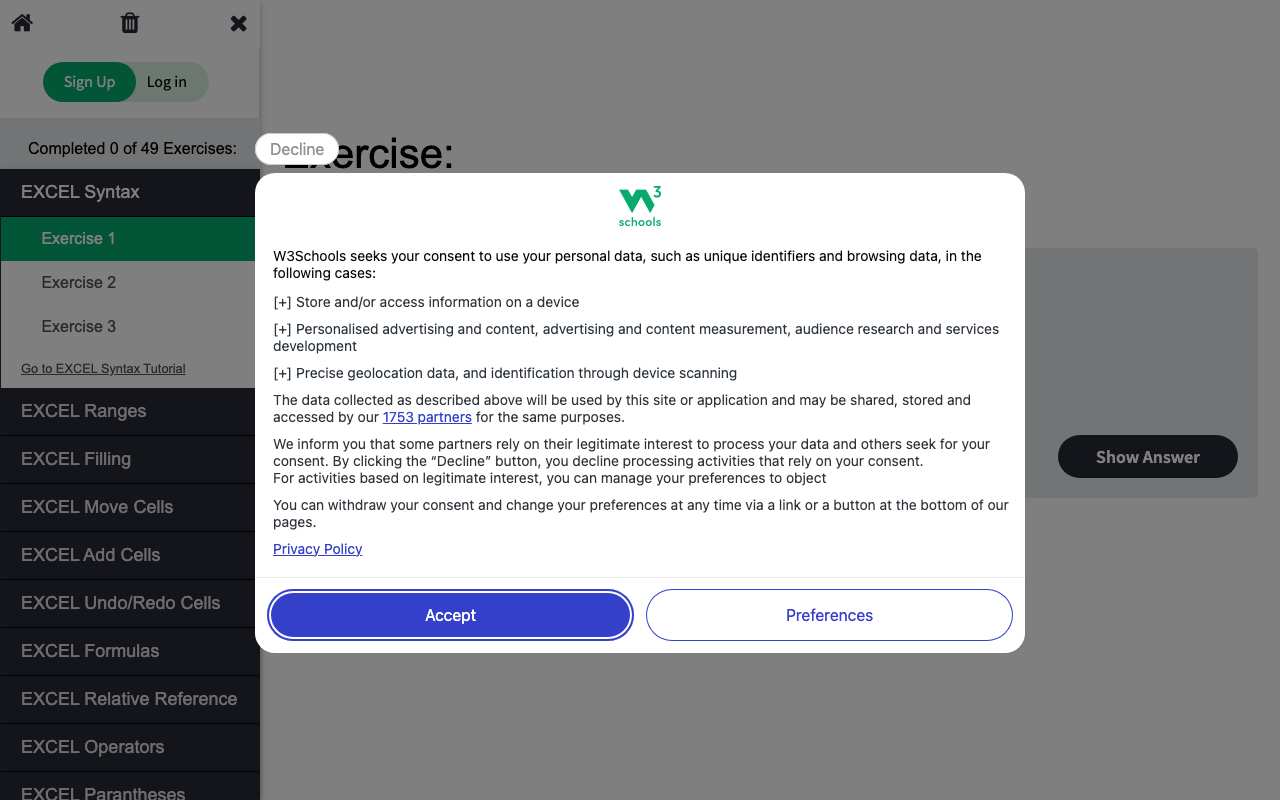 Sign Up
Log in
Completed 0 of 49 Exercises:
EXCEL Syntax
Exercise 1
Exercise 2
Exercise 3
Go to EXCEL Syntax Tutorial
EXCEL Ranges
EXCEL Filling
EXCEL Move Cells
EXCEL Add Cells
EXCEL Undo/Redo Cells
EXCEL Formulas
EXCEL Relative Reference
EXCEL Operators
EXCEL Parantheses
Exercise:
Decline
W3
schools
W3Schools seeks your consent to use your personal data, such as unique identifiers and browsing data, in the
following cases:
[+] Store and/or access information on a device
[+] Personalised advertising and content, advertising and content measurement, audience research and services
development
[+] Precise geolocation data, and identification through device scanning
The data collected as described above will be used by this site or application and may be shared, stored and
accessed by our 1753 partners for the same purposes.
We inform you that some partners rely on their legitimate interest to process your data and others seek for your
consent. By clicking the “Decline” button, you decline processing activities that rely on your consent.
For activities based on legitimate interest, you can manage your preferences to object
You can withdraw your consent and change your preferences at any time via a link or a button at the bottom of our
pages.
Privacy Policy
Accept
Preferences
Show Answer